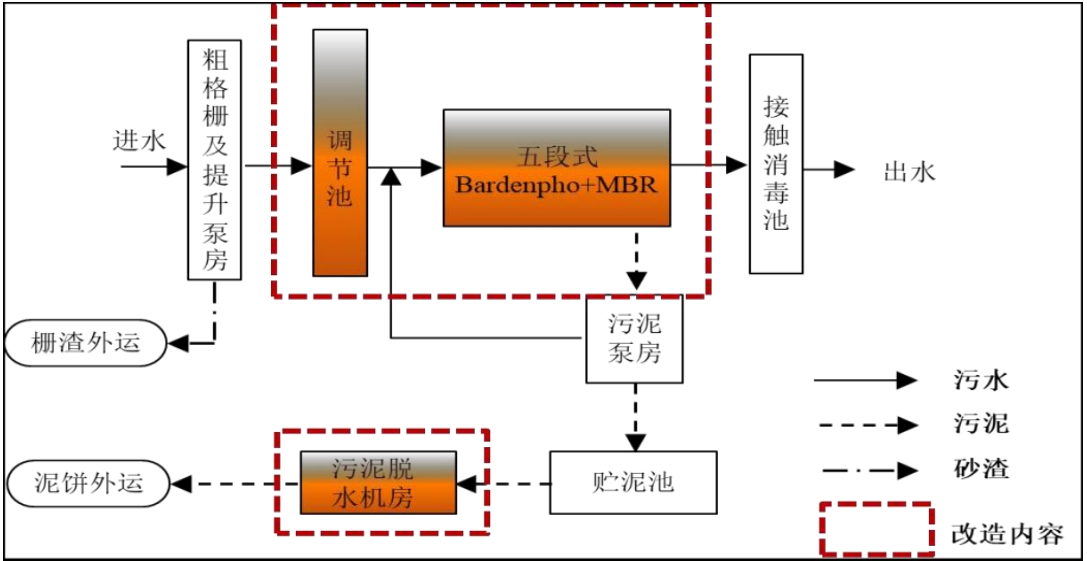 进水
粗格栅及提升泵房
调节池
五段式
Bardenpho+MBR
接触消毒池
出水
栅渣外运
污泥
泵房
泥饼外运
污泥脱
水机房
贮泥池
污水
污泥
砂渣
改造内容